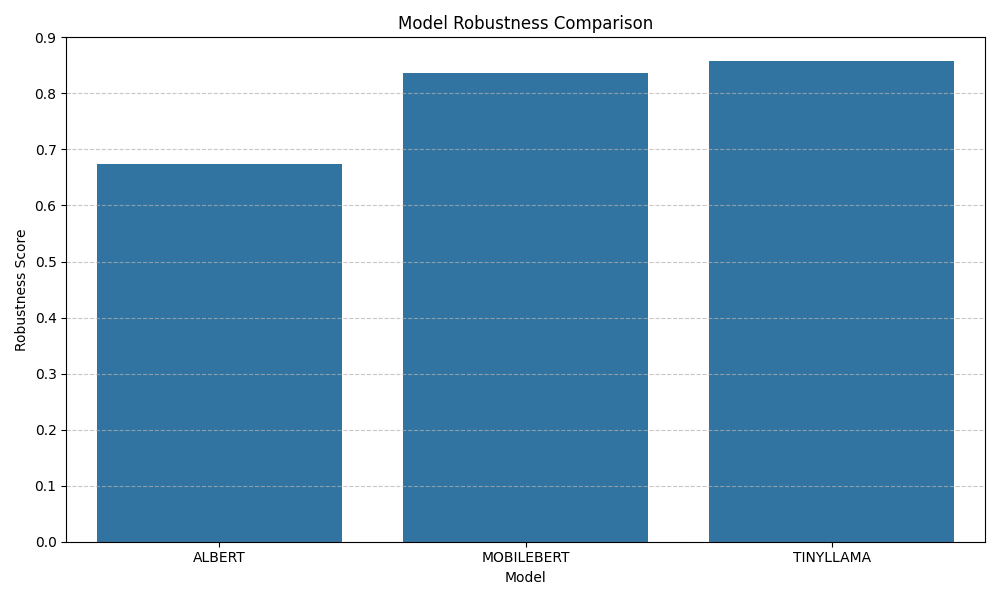 Model Robustness Comparison
0.9
0.8
0.7
0.6
0.5
0.4
0.3
0.2
0.1
0.0
Robustness Score
ALBERT
MOBILEBERT
TINYLLAMA
Model